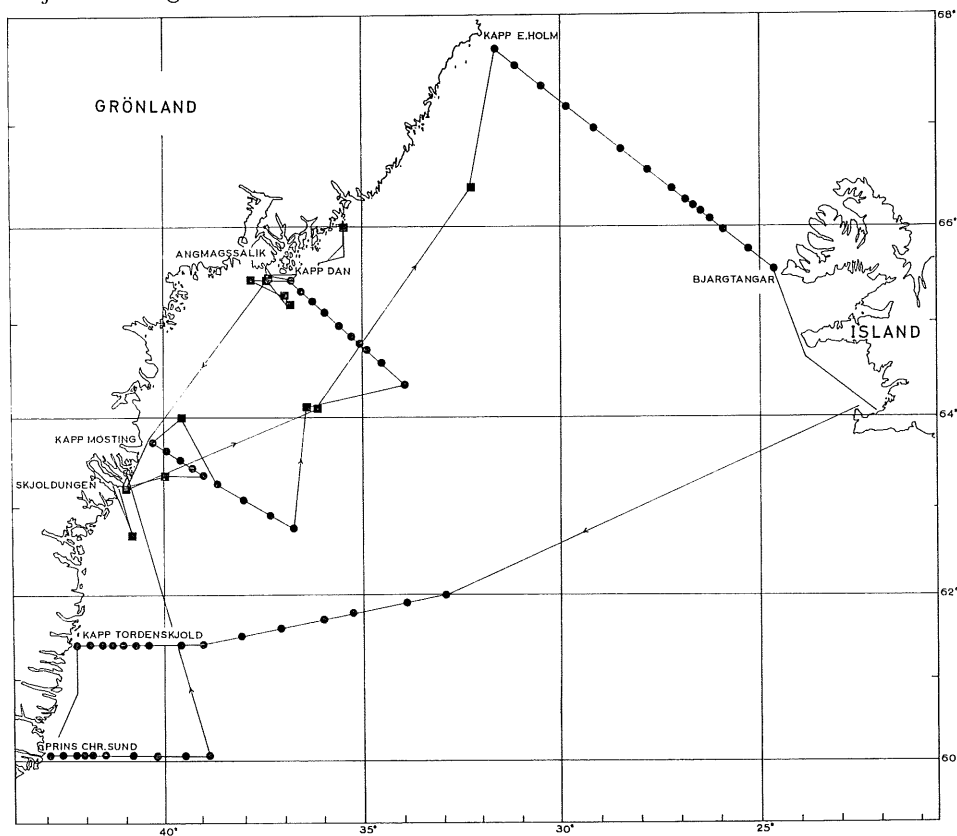 68°
KAPP E.HOLM
GRÖNLAND
66°
ANGMAGSSALIK
KAPP DAN
BJARGTANGAR
ISLAND
64°
KAPP MÖSTING
SKJOLDUNGEN
62°
KAPP TORDENSKJOLD
PRINS CHR.SUND
60
40° 35° 30° 25°